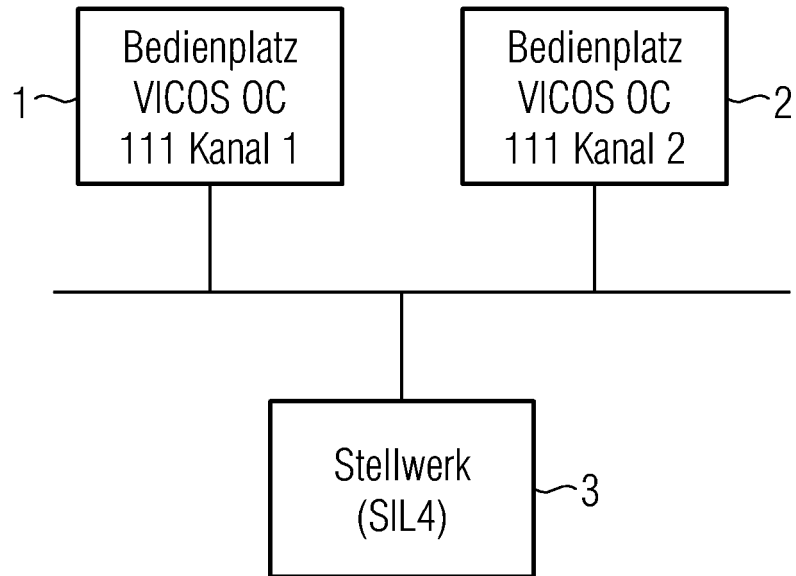 Bedienplatz
VICOS OC
111 Kanal 1
1
Bedienplatz
VICOS OC
111 Kanal 2
2
Stellwerk
(SIL4)
3